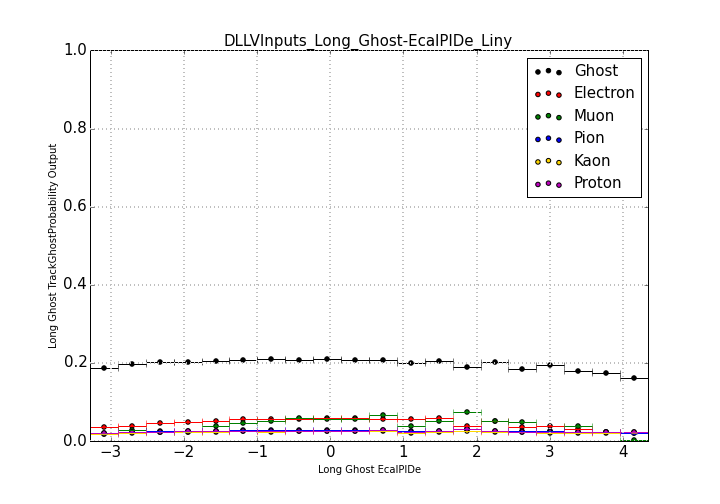 DLLVInputs_Long_Ghost-EcalPIDe_Liny
1.0
0.8
0.6
0.4
0.2
0.0
Long Ghost TrackGhostProbability Output
Ghost
Electron
Muon
Pion
Kaon
Proton
−3 −2 −1 0 1 2 3 4
Long Ghost EcalPIDe